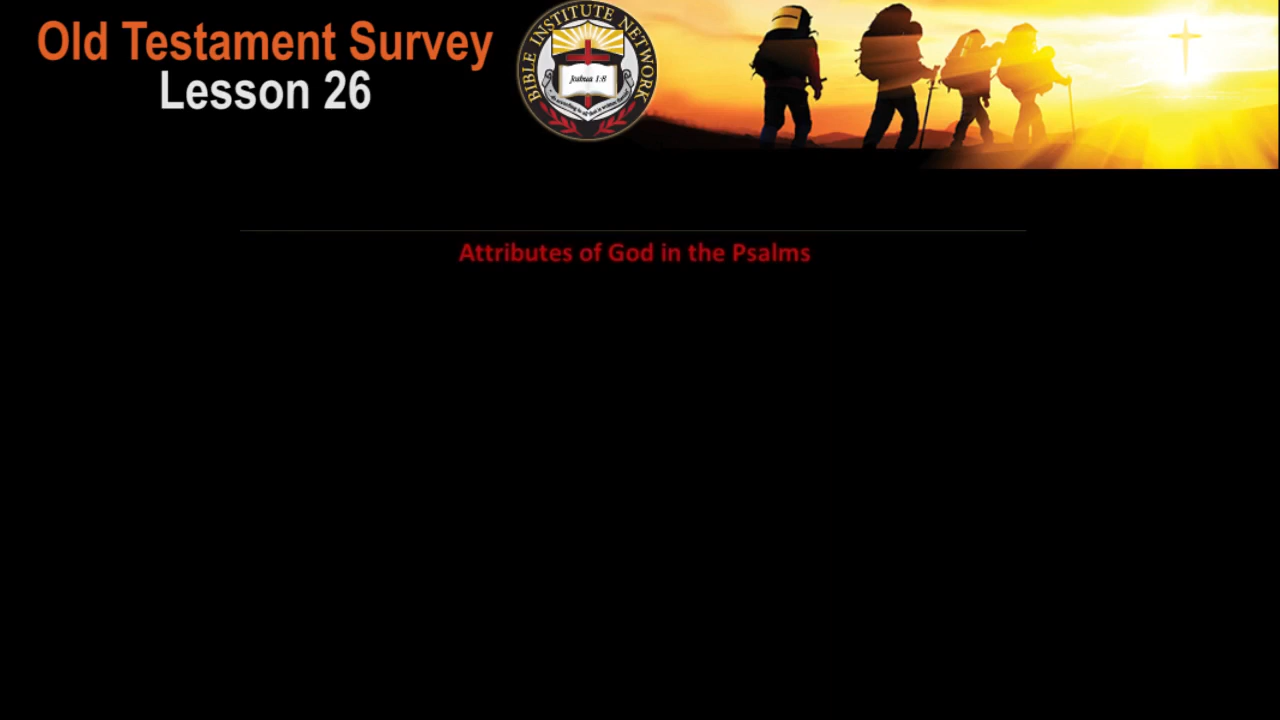 Old Testament Survey
Lesson 26
BIBLE INSTITUTE NETWORK
Joshua 1:8
Attributes of God in the Psalms